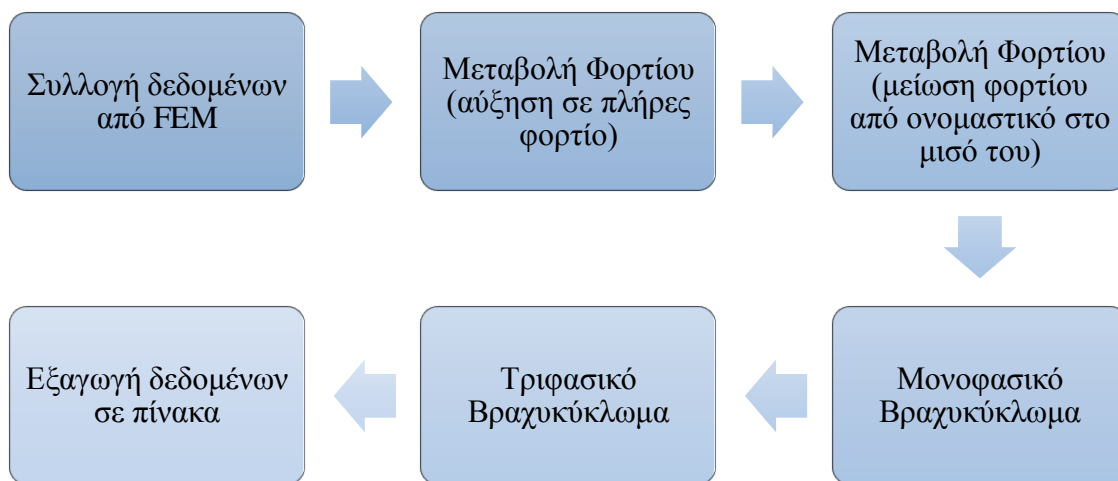 Συλλογή δεδομένων
από FEM
Μεταβολή Φορτίου
(αύξηση σε πλήρες
φορτίο)
Μεταβολή Φορτίου
(μείωση φορτίου
από ονομαστικό στο
μισό του)
Μονοφασικό
Βραχυκύκλωμα
Τριφασικό
Βραχυκύκλωμα
Εξαγωγή δεδομένων
σε πίνακα